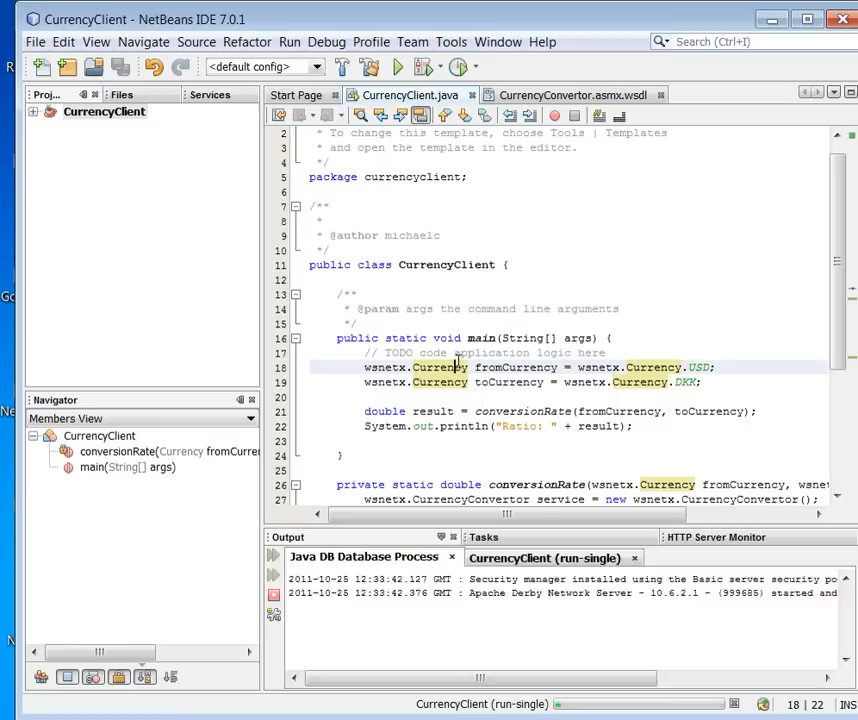 CurrencyClient - NetBeans IDE 7.0.1
File Edit View Navigate Source Refactor Run Debug Profile Team Tools Window Help
Search (Ctrl+I)
<default config>
Proj... Files Services
Start Page CurrencyClient.java CurrencyConvertor.asmx.wsdl
CurrencyClient
2 * To change this template, choose Tools | Templates
3 * and open the template in the editor.
4 */
5 package currencyclient;
6
7 /**
8 *
9 * @author michaelc
10 */
11 public class CurrencyClient {
12
13 /**
14 * @param args the command line arguments
15 */
16 public static void main(String[] args) {
17 // TODO code application logic here
18 wsnetx.Currency fromCurrency = wsnetx.Currency.USD;
19 wsnetx.Currency toCurrency = wsnetx.Currency.DKK;
20
21 double result = conversionRate(fromCurrency, toCurrency);
22 System.out.println("Ratio: " + result);
23
24 }
25
26 private static double conversionRate(wsnetx.Currency fromCurrency, wsnet
27 wsnetx.CurrencyConvertor service = new wsnetx.CurrencyConvertor();
Navigator
Members View
CurrencyClient
conversionRate(Currency fromCurre
main(String[] args)
Output Tasks HTTP Server Monitor
Java DB Database Process CurrencyClient (run-single)
2011-10-25 12:33:42.127 GMT : Security manager installed using the Basic server security po
2011-10-25 12:33:42.376 GMT : Apache Derby Network Server - 10.6.2.1 - (999685) started and
CurrencyClient (run-single) 18 | 22 INS